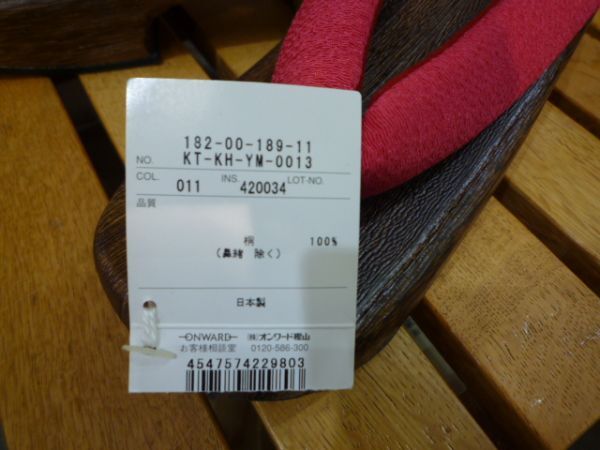 182-00-189-11
NO. KT-KH-YM-0013
COL. 011 INS. 420034 LOT-NO.
品質
桐 100%
(鼻緒 除く)
日本製
ONWARD ㈱オンワード樫山
お客様相談室 0120-586-300
4547574229803